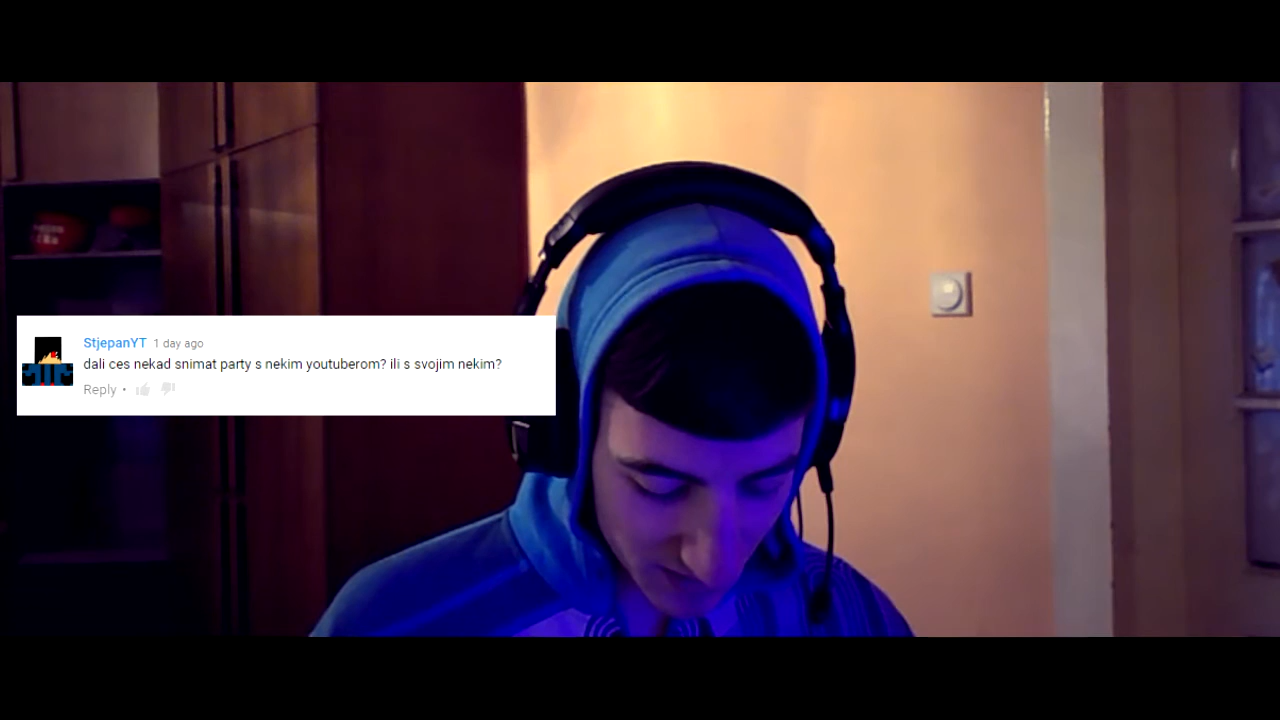 StjepanYT 1 day ago
dali ces nekad snimat party s nekim youtuberom? ili s svojim nekim?
Reply •